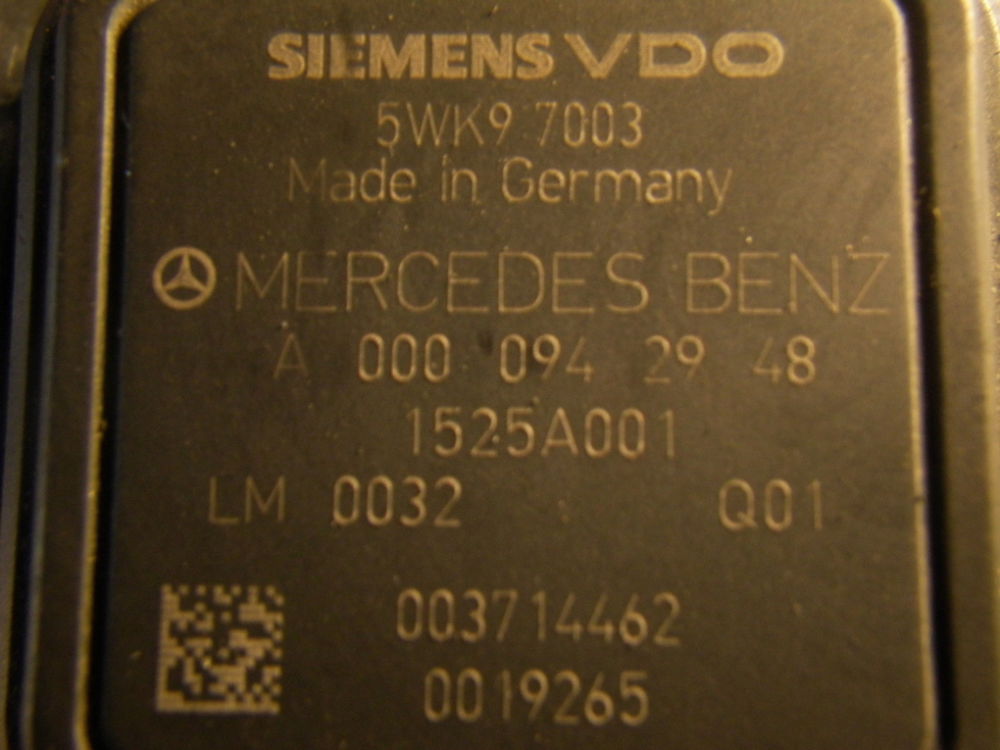 SIEMENS VDO
5WK9 7003
Made in Germany
MERCEDES BENZ
A 000 094 29 48
1525A001
LM 0032 Q01
003714462
0019265